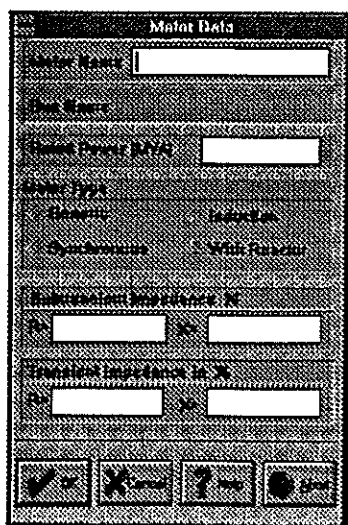 Motor Data
Motor Name
Bus Name
Rated Power (MVA)
Motor Type
Generic Induction
Synchronous With Reactor
Subtransient Impedance %
R= X=
Transient Impedance in %
R= X=
OK Cancel Help